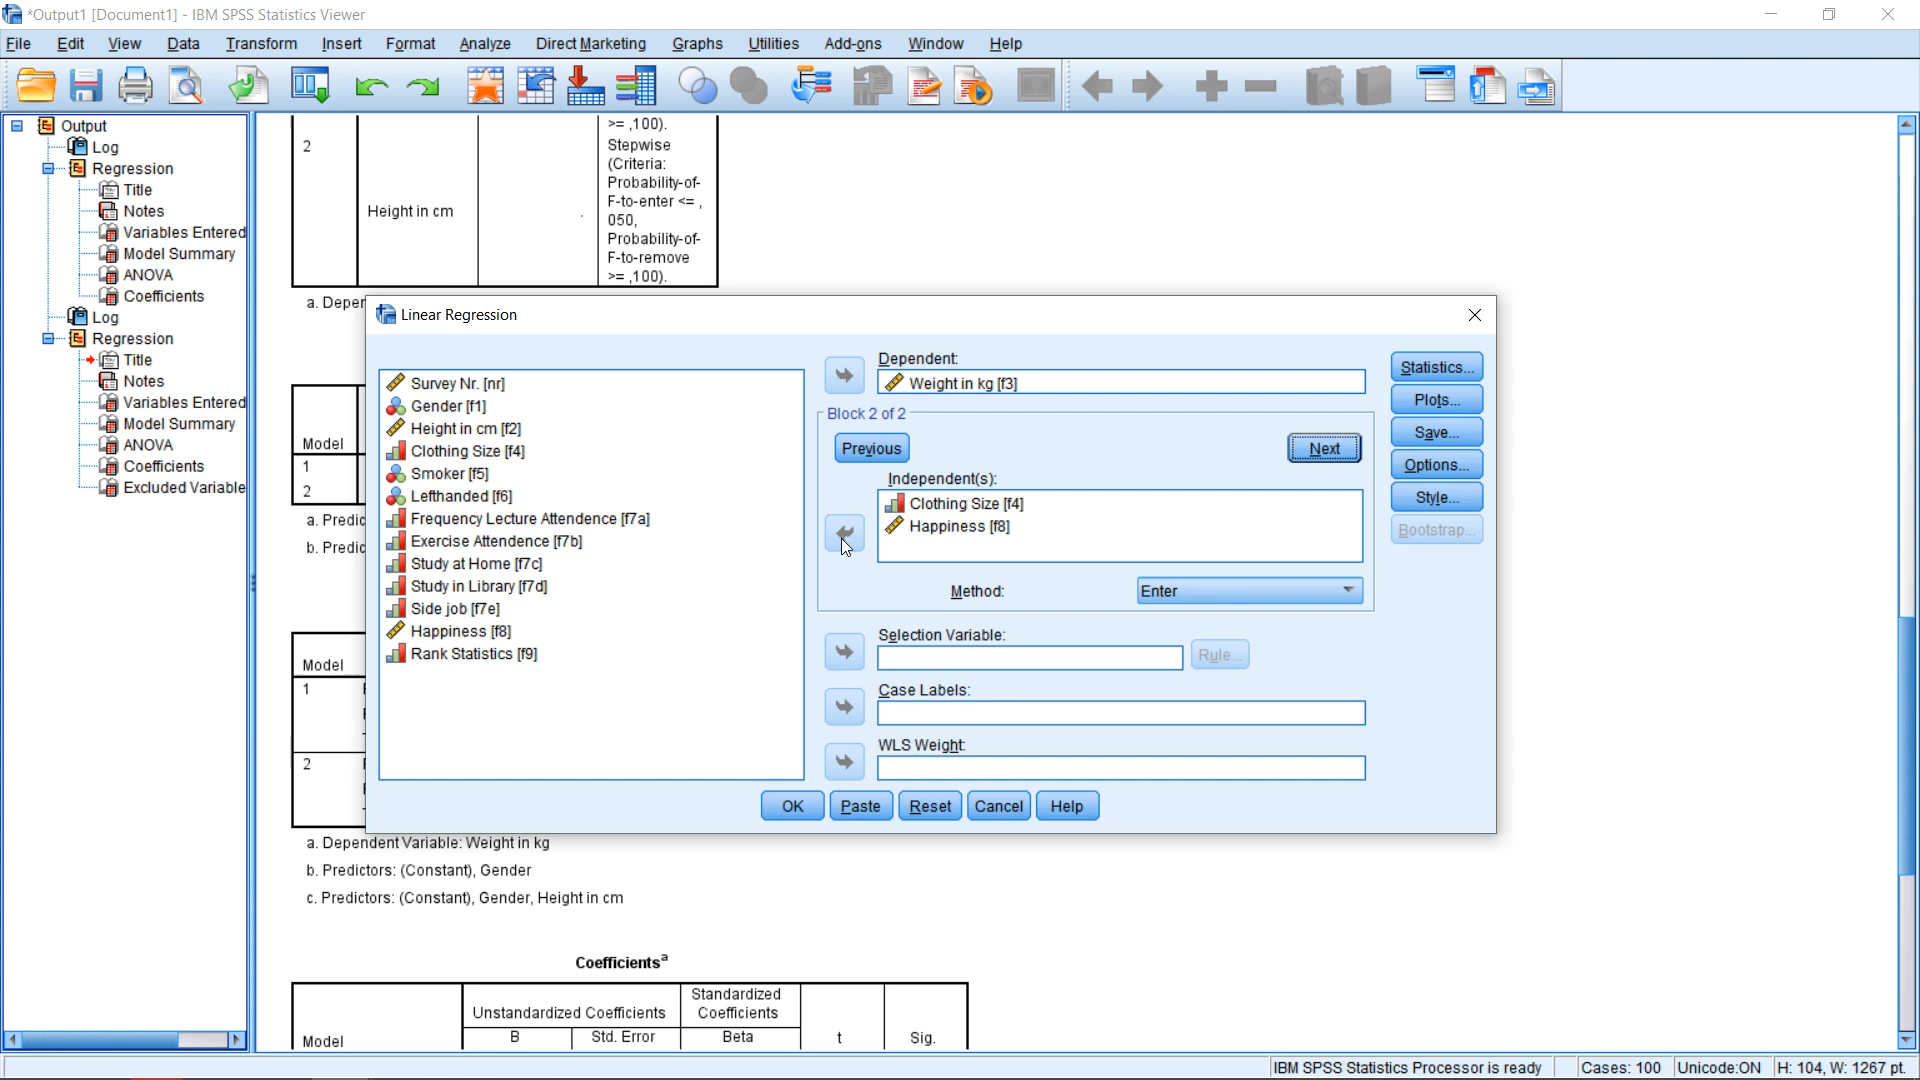 *Output1 [Document1] - IBM SPSS Statistics Viewer
File Edit View Data Transform Insert Format Analyze Direct Marketing Graphs Utilities Add-ons Window Help
Output
Log
Regression
Title
Notes
Variables Entered
Model Summary
ANOVA
Coefficients
Log
Regression
Title
Notes
Variables Entered
Model Summary
ANOVA
Coefficients
Excluded Variable
>= ,100).
2
Height in cm
.
Stepwise
(Criteria:
Probability-of-
F-to-enter <= ,
050,
Probability-of-
F-to-remove
>= ,100).
a. Deper
Model
1
2
a. Predic
b. Predic
Model
1
2
Linear Regression
Survey Nr. [nr]
Gender [f1]
Height in cm [f2]
Clothing Size [f4]
Smoker [f5]
Lefthanded [f6]
Frequency Lecture Attendence [f7a]
Exercise Attendence [f7b]
Study at Home [f7c]
Study in Library [f7d]
Side job [f7e]
Happiness [f8]
Rank Statistics [f9]
Dependent:
Weight in kg [f3]
Block 2 of 2
Previous Next
Independent(s):
Clothing Size [f4]
Happiness [f8]
Method: Enter
Selection Variable:
Rule...
Case Labels:
WLS Weight:
Statistics...
Plots...
Save...
Options...
Style...
Bootstrap...
OK Paste Reset Cancel Help
a. Dependent Variable: Weight in kg
b. Predictors: (Constant), Gender
c. Predictors: (Constant), Gender, Height in cm
Coefficientsa
Model Unstandardized Coefficients Standardized Coefficients t Sig.
B Std. Error Beta
IBM SPSS Statistics Processor is ready Cases: 100 Unicode:ON H: 104, W: 1267 pt.